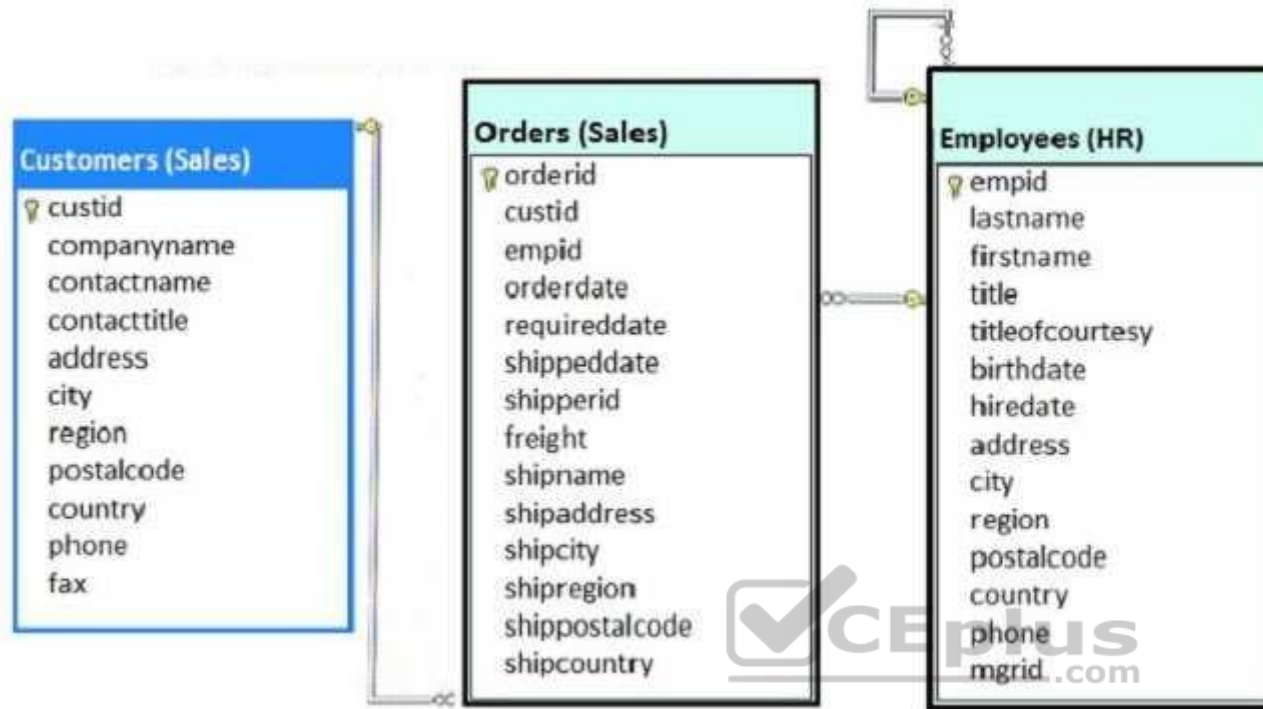 Customers (Sales)
custid
companyname
contactname
contacttitle
address
city
region
postalcode
country
phone
fax
Orders (Sales)
orderid
custid
empid
orderdate
requireddate
shippeddate
shipperid
freight
shipname
shipaddress
shipcity
shipregion
shippostalcode
shipcountry
Employees (HR)
empid
lastname
firstname
title
titleofcourtesy
birthdate
hiredate
address
city
region
postalcode
country
phone
mgrid
CEplus
.com